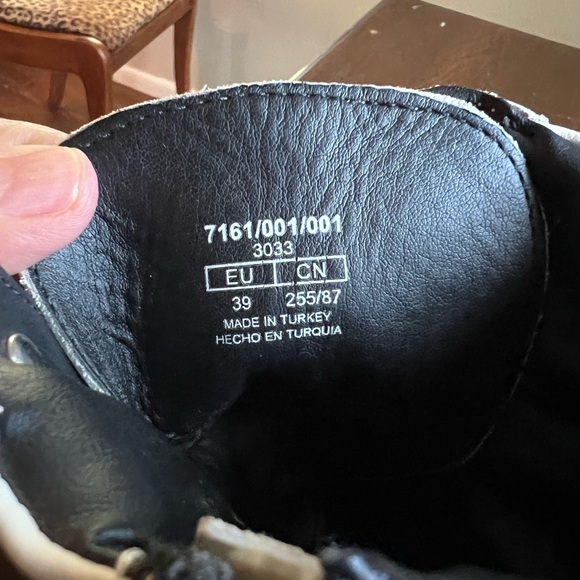 7161/001/001
3033
EU CN
39 255/87
MADE IN TURKEY
HECHO EN TURQUIA